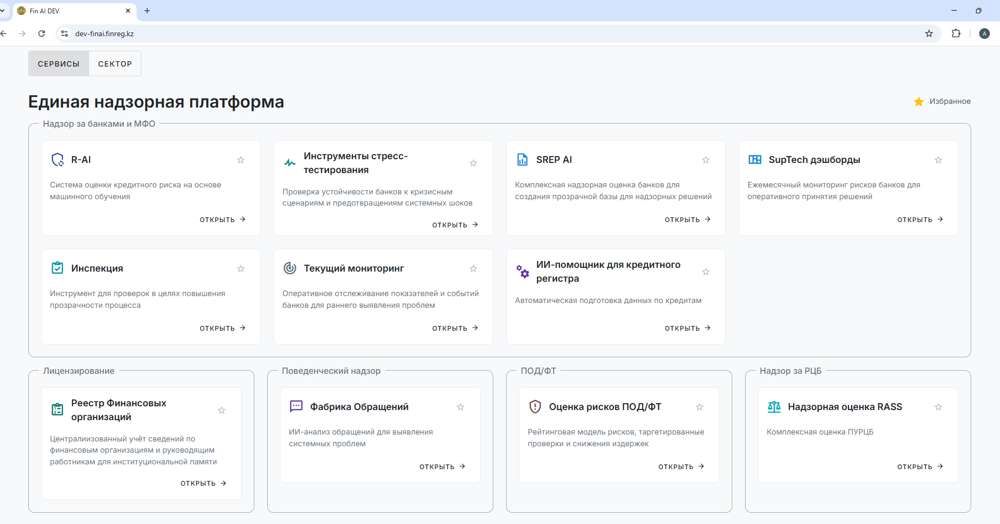 Fin AI DEV
dev-finai.finreg.kz
A
СЕРВИСЫ
СЕКТОР
Единая надзорная платформа
Избранное
Надзор за банками и МФО
R-AI
Система оценки кредитного риска на основе
машинного обучения
ОТКРЫТЬ →
Инструменты стресс-
тестирования
Проверка устойчивости банков к кризисным
сценариям и предотвращениям системных шоков
ОТКРЫТЬ →
SREP AI
Комплексная надзорная оценка банков для
создания прозрачной базы для надзорных решений
ОТКРЫТЬ →
SupTech дэшборды
Ежемесячный мониторинг рисков банков для
оперативного принятия решений
ОТКРЫТЬ →
Инспекция
Инструмент для проверок в целях повышения
прозрачности процесса
ОТКРЫТЬ →
Текущий мониторинг
Оперативное отслеживание показателей и событий
банков для раннего выявления проблем
ОТКРЫТЬ →
ИИ-помощник для кредитного
регистра
Автоматическая подготовка данных по кредитам
ОТКРЫТЬ →
Лицензирование
Реестр Финансовых
организаций
Централиизованный учёт сведений по
финансовым организациям и руководящим
работникам для институциональной памяти
ОТКРЫТЬ →
Поведенческий надзор
Фабрика Обращений
ИИ-анализ обращений для выявления
системных проблем
ОТКРЫТЬ →
ПОД/ФТ
Оценка рисков ПОД/ФТ
Рейтинговая модель рисков, таргетированные
проверки и снижения издержек
ОТКРЫТЬ →
Надзор за РЦБ
Надзорная оценка RASS
Комплексная оценка ПУРЦБ
ОТКРЫТЬ →